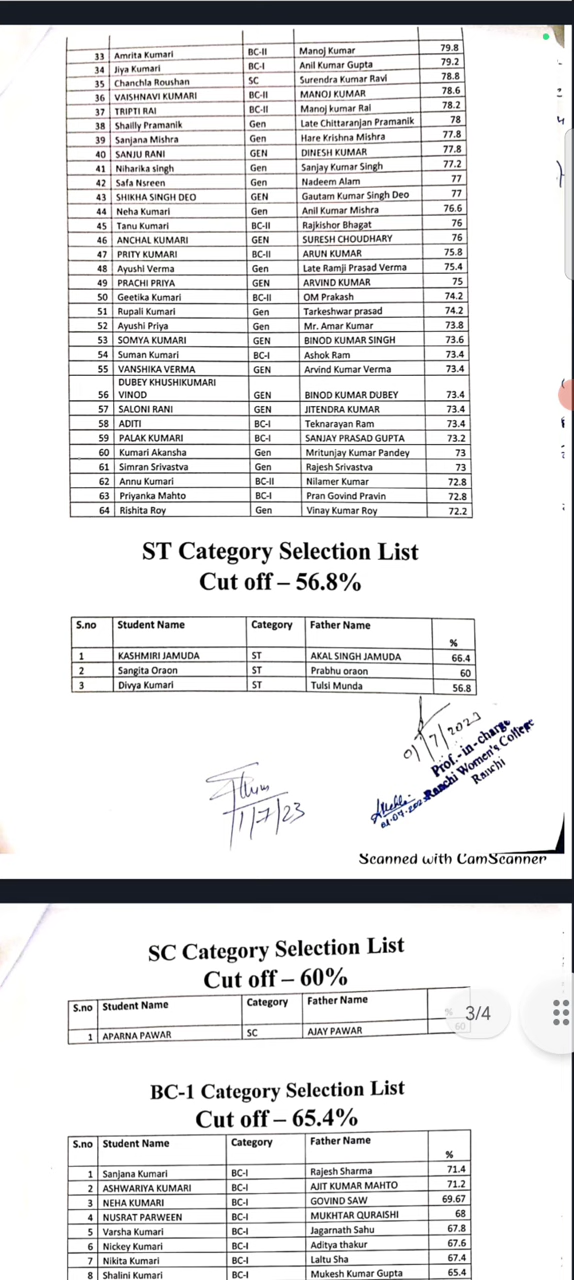 33 Amrita Kumari BC-II Manoj Kumar 79.8
34 Jiya Kumari BC-I Anil Kumar Gupta 79.2
35 Chanchla Roushan SC Surendra Kumar Ravi 78.8
36 VAISHNAVI KUMARI BC-II MANOJ KUMAR 78.6
37 TRIPTI RAI BC-II Manoj kumar Rai 78.2
38 Shailly Pramanik Gen Late Chittaranjan Pramanik 78
39 Sanjana Mishra Gen Hare Krishna Mishra 77.8
40 SANJU RANI GEN DINESH KUMAR 77.8
41 Niharika singh Gen Sanjay Kumar Singh 77.2
42 Safa Nsreen Gen Nadeem Alam 77
43 SHIKHA SINGH DEO GEN Gautam Kumar Singh Deo 77
44 Neha Kumari Gen Anil Kumar Mishra 76.6
45 Tanu Kumari BC-II Rajkishor Bhagat 76
46 ANCHAL KUMARI GEN SURESH CHOUDHARY 76
47 PRITY KUMARI BC-II ARUN KUMAR 75.8
48 Ayushi Verma Gen Late Ramji Prasad Verma 75.4
49 PRACHI PRIYA GEN ARVIND KUMAR 75
50 Geetika Kumari BC-II OM Prakash 74.2
51 Rupali Kumari Gen Tarkeshwar prasad 74.2
52 Ayushi Priya Gen Mr. Amar Kumar 73.8
53 SOMYA KUMARI GEN BINOD KUMAR SINGH 73.6
54 Suman Kumari BC-I Ashok Ram 73.4
55 VANSHIKA VERMA GEN Arvind Kumar Verma 73.4
DUBEY KHUSHIKUMARI
56 VINOD GEN BINOD KUMAR DUBEY 73.4
57 SALONI RANI GEN JITENDRA KUMAR 73.4
58 ADITI BC-I Teknarayan Ram 73.4
59 PALAK KUMARI BC-I SANJAY PRASAD GUPTA 73.2
60 Kumari Akansha Gen Mritunjay Kumar Pandey 73
61 Simran Srivastva Gen Rajesh Srivastva 73
62 Annu Kumari BC-II Nilamer Kumar 72.8
63 Priyanka Mahto BC-I Pran Govind Pravin 72.8
64 Rishita Roy Gen Vinay Kumar Roy 72.2
ST Category Selection List
Cut off – 56.8%
S.no Student Name Category Father Name
%
1 KASHMIRI JAMUDA ST AKAL SINGH JAMUDA 66.4
2 Sangita Oraon ST Prabhu oraon 60
3 Divya Kumari ST Tulsi Munda 56.8
01/7/2023
Prof.-in-charge
Ranchi Women's College
Ranchi
01-07-2023
1/7/23
Scanned with CamScanner
SC Category Selection List
Cut off – 60%
S.no Student Name Category Father Name
%
3/4
1 APARNA PAWAR SC AJAY PAWAR 60
BC-1 Category Selection List
Cut off – 65.4%
S.no Student Name Category Father Name
%
1 Sanjana Kumari BC-I Rajesh Sharma 71.4
2 ASHWARIYA KUMARI BC-I AJIT KUMAR MAHTO 71.2
3 NEHA KUMARI BC-I GOVIND SAW 69.67
4 NUSRAT PARWEEN BC-I MUKHTAR QURAISHI 68
5 Varsha Kumari BC-I Jagarnath Sahu 67.8
6 Nickey Kumari BC-I Aditya thakur 67.6
7 Nikita Kumari BC-I Laltu Sha 67.4
8 Shalini Kumari BC-I Mukesh Kumar Gupta 65.4